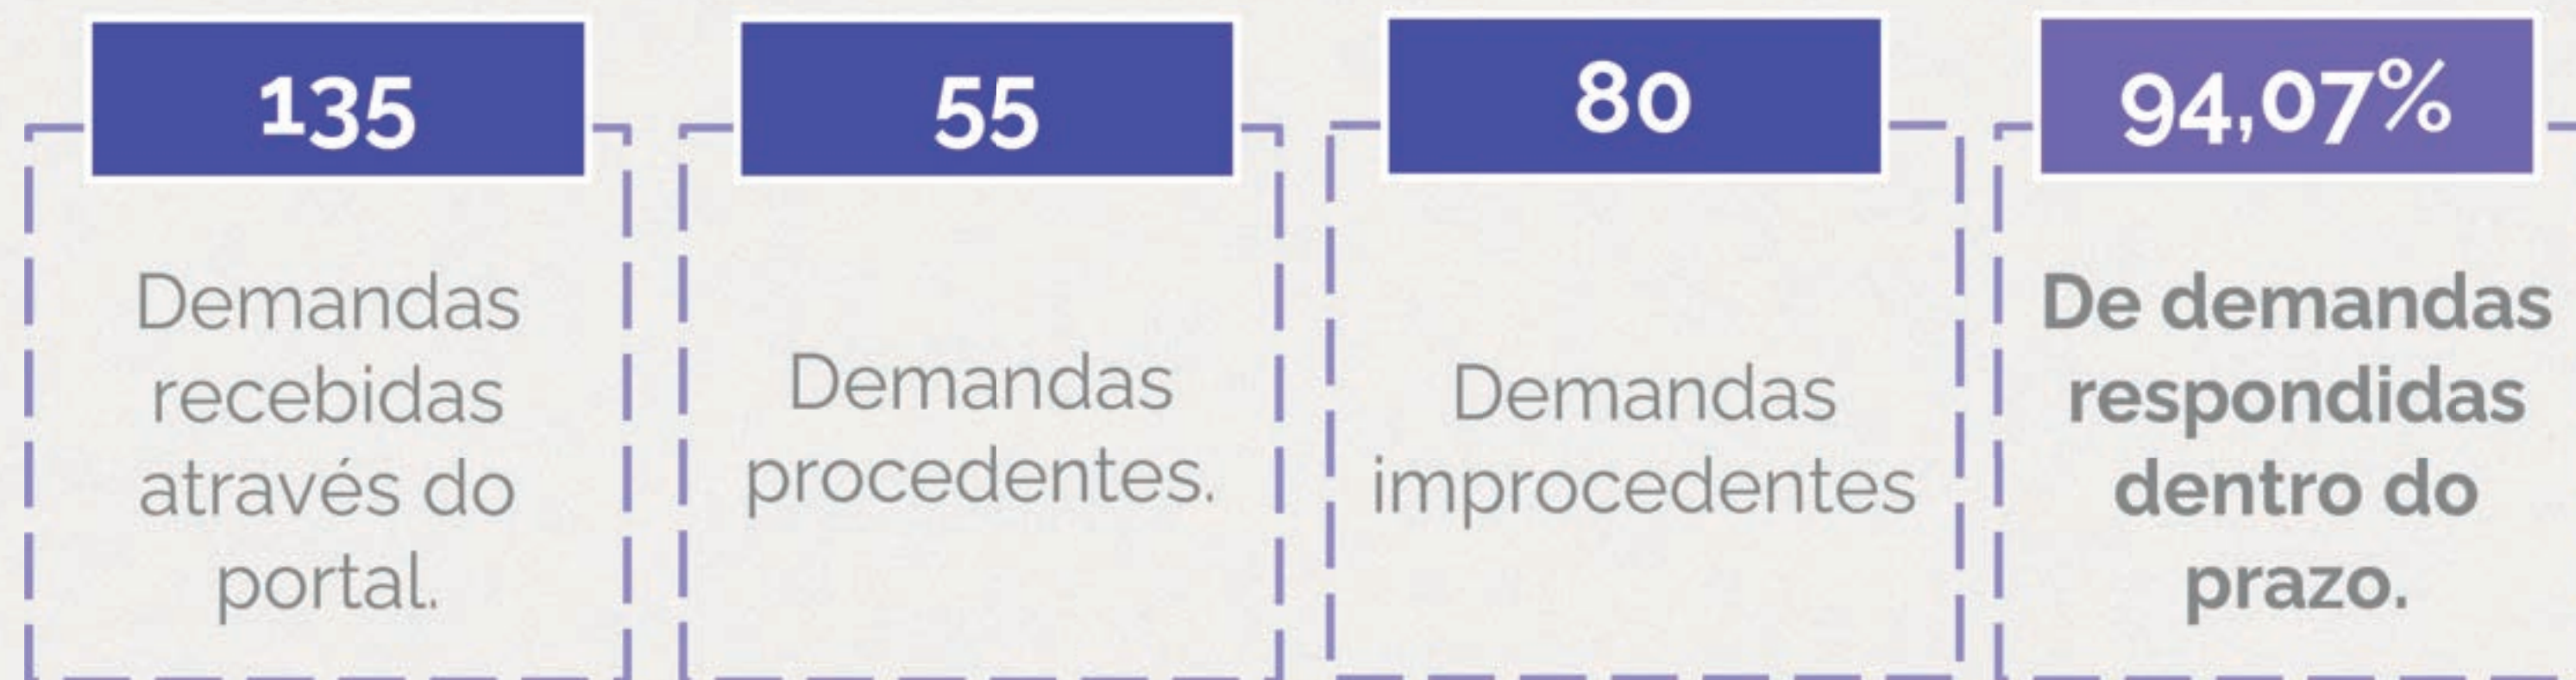 135
Demandas
recebidas
através do
portal.
55
Demandas
procedentes.
80
Demandas
improcedentes
94,07%
De demandas
respondidas
dentro do
prazo.